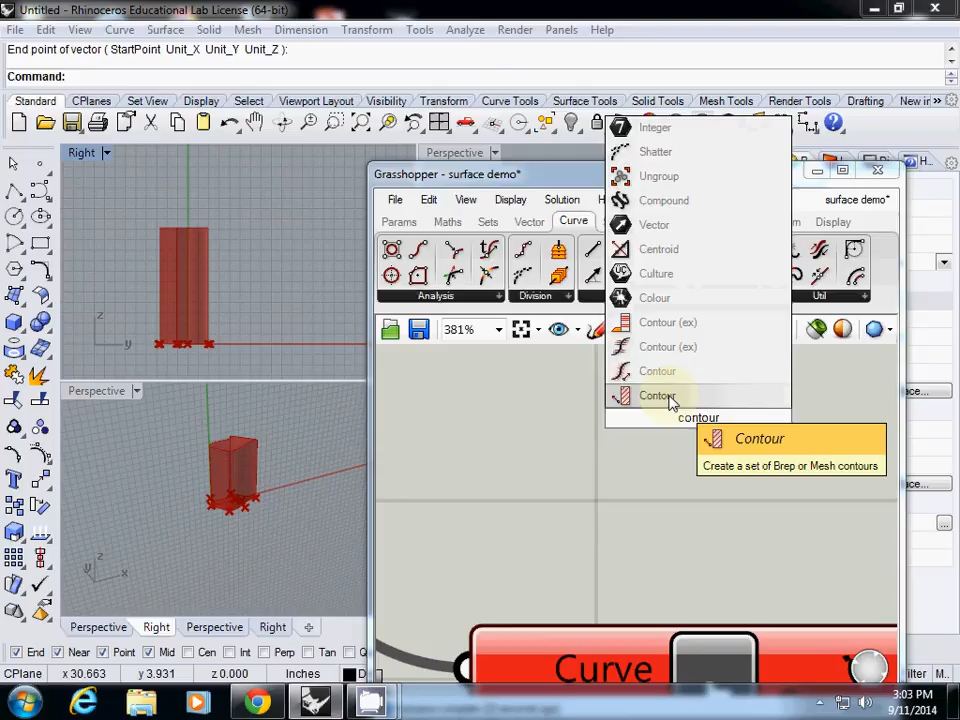 Untitled - Rhinoceros Educational Lab License (64-bit)
File Edit View Curve Surface Solid Mesh Dimension Transform Tools Analyze Render Panels Help
End point of vector ( StartPoint Unit_X Unit_Y Unit_Z ):
Command:
Standard CPlanes Set View Display Select Viewport Layout Visibility Transform Curve Tools Surface Tools Solid Tools Mesh Tools Render Tools Drafting New in »
Right
Perspective
z
y
Perspective
z
y
x
Perspective Right Perspective Right
End Near Point Mid Cen Int Perp Tan
CPlane x 30.663 y 3.931 z 0.000 Inches
Grasshopper - surface demo*
File Edit View Display Solution
surface demo*
Params Maths Sets Vector Curve
Display
Analysis Division Util
381%
Integer
Shatter
Ungroup
Compound
Vector
Centroid
Culture
Colour
Contour (ex)
Contour (ex)
Contour
Contour
contour
Contour
Create a set of Brep or Mesh contours
Curve
H...
ce...
ce...
...
ilter M...
3:03 PM
9/11/2014